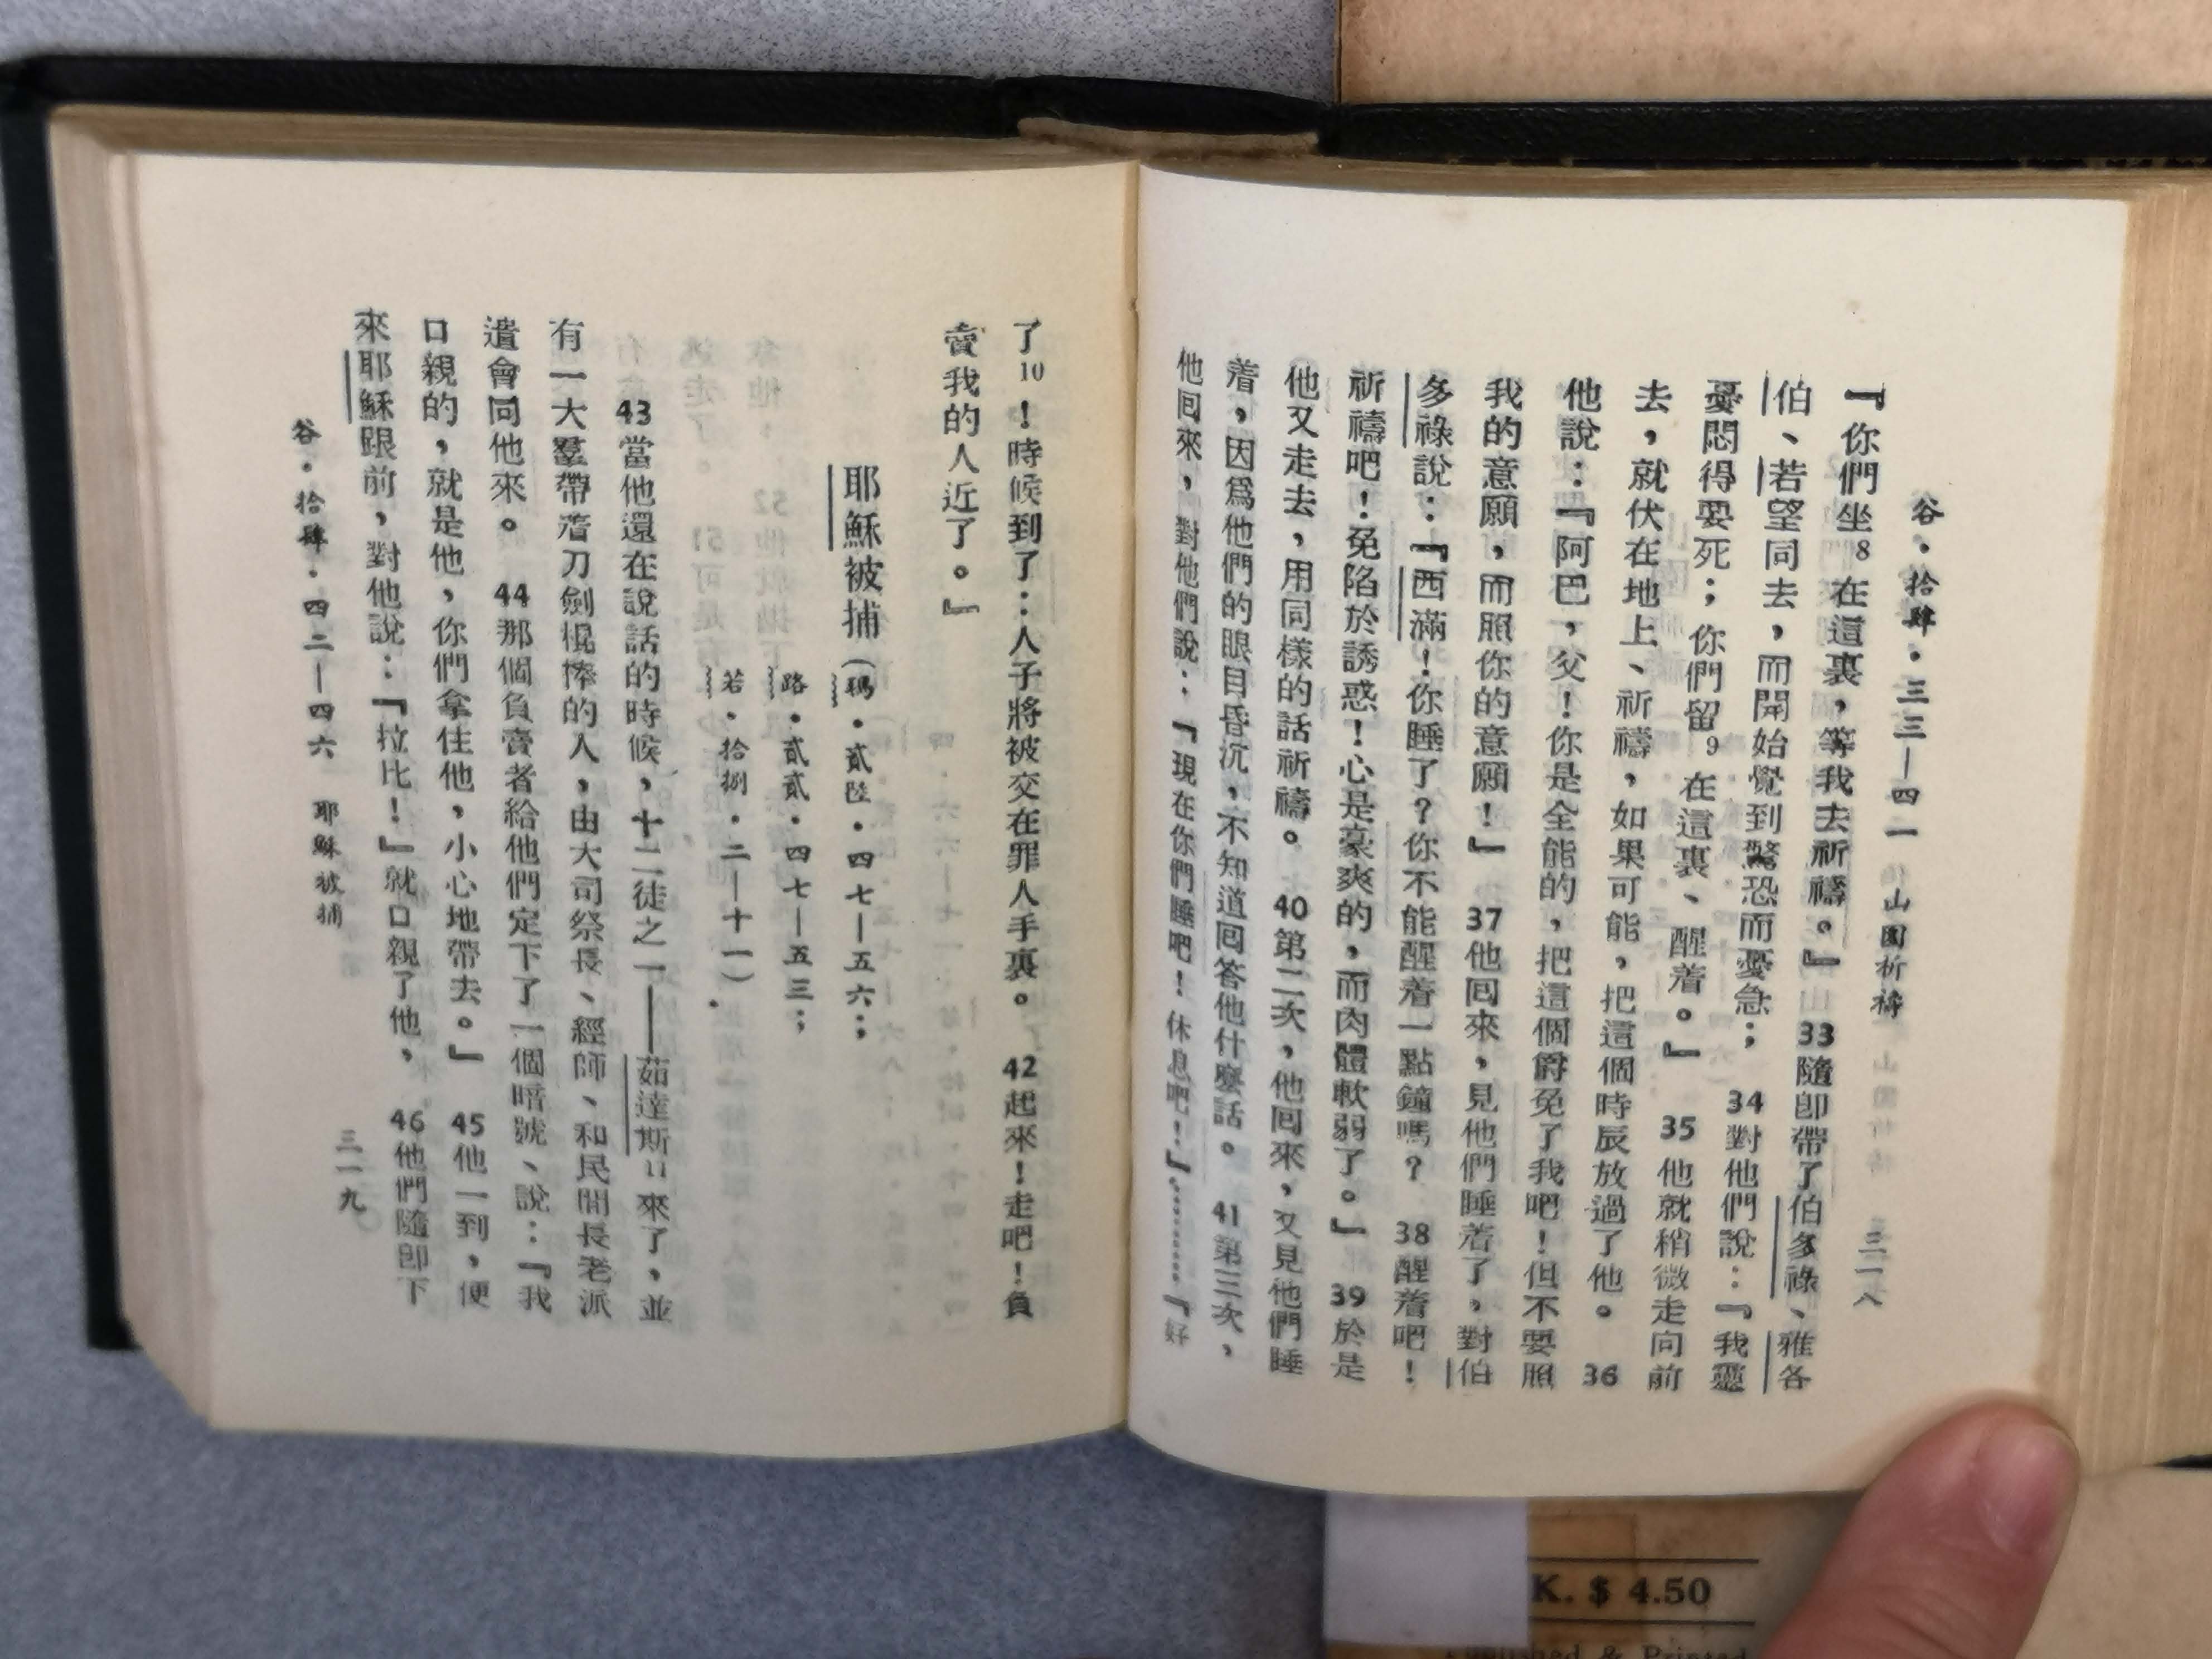 谷．拾肆．三三—四一　山園祈禱　三一八
『你們坐8在這裏，等我去祈禱。』　33隨卽帶了伯多祿、雅各
伯、若望同去，而開始覺到驚恐而憂急；　34對他們說：『我靈
憂悶得要死；你們留9在這裏、醒着。』　35他就稍微走向前
去，就伏在地上、祈禱，如果可能，把這個時辰放過了他。　36
他說：『阿巴，父！你是全能的，把這個爵免了我吧！但不要照
我的意願，而照你的意願！』　37他囘來，見他們睡着了，對伯
多祿說：『西滿！你睡了？你不能醒着一點鐘嗎？　38醒着吧！
祈禱吧！免陷於誘惑！心是豪爽的，而肉體軟弱了。』　39於是
他又走去，用同樣的話祈禱。　40第二次，他囘來，又見他們睡
着，因爲他們的眼目昏沉，不知道囘答他什麼話。　41第三次，
他囘來，對他們說：『現在你們睡吧！休息吧！』…………『好
了10！時候到了：人子將被交在罪人手裏。　42起來！走吧！負
賣我的人近了。』
耶穌被捕（瑪．貳陸．四七—五六；
路．貳貳．四七—五三；
若．拾捌．二—十一）．
43當他還在說話的時候，十二徒之一——茹達斯11來了，並
有一大羣帶着刀劍棍棒的人，由大司祭長、經師、和民間長老派
遣會同他來。　44那個負賣者給他們定下了一個暗號、說：『我
口親的，就是他，你們拿住他，小心地帶去。』　45他一到，便
來耶穌跟前，對他說：『拉比！』就口親了他，　46他們隨卽下
谷．拾肆．四二—四六　耶穌被捕　三一九
K. $ 4.50
& Printed